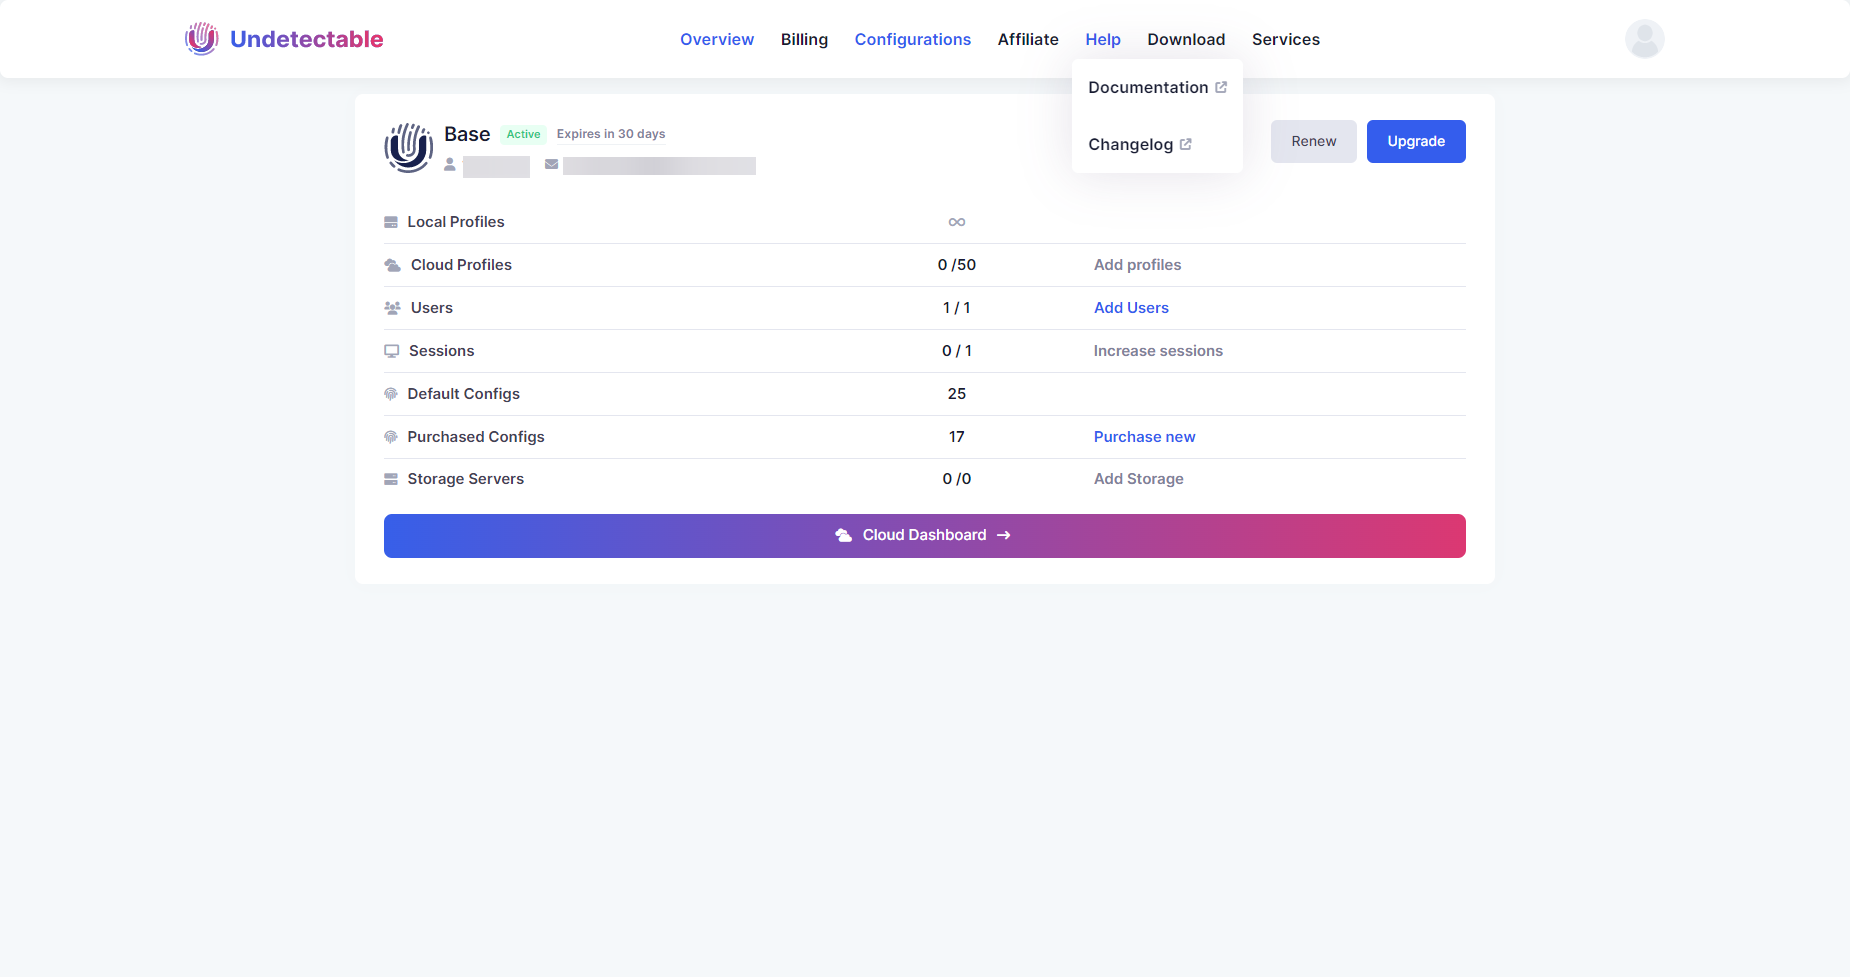 Undetectable
Overview Billing Configurations Affiliate Help Download Services
Documentation
Changelog
Base Active Expires in 30 days
Renew Upgrade
Local Profiles ∞
Cloud Profiles 0 /50 Add profiles
Users 1 / 1 Add Users
Sessions 0 / 1 Increase sessions
Default Configs 25
Purchased Configs 17 Purchase new
Storage Servers 0 /0 Add Storage
Cloud Dashboard →